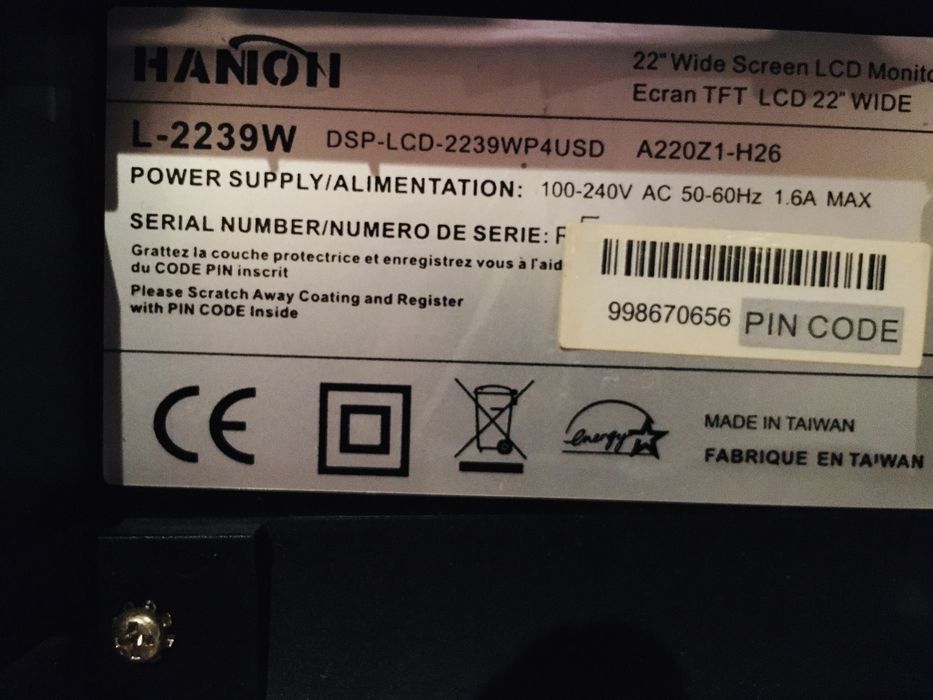 HANION
22" Wide Screen LCD
Ecran TFT LCD 22" WIDE
L-2239W DSP-LCD-2239WP4USD A220Z1-H26
POWER SUPPLY/ALIMENTATION: 100-240V AC 50-60Hz 1.6A MAX
SERIAL NUMBER/NUMERO DE SERIE:
Grattez la couche protectrice et enregistrez vous à l'aid
du CODE PIN inscrit
Please Scratch Away Coating and Register
with PIN CODE Inside
998670656 PIN CODE
CE
energy
MADE IN TAIWAN
FABRIQUE EN TAIWAN